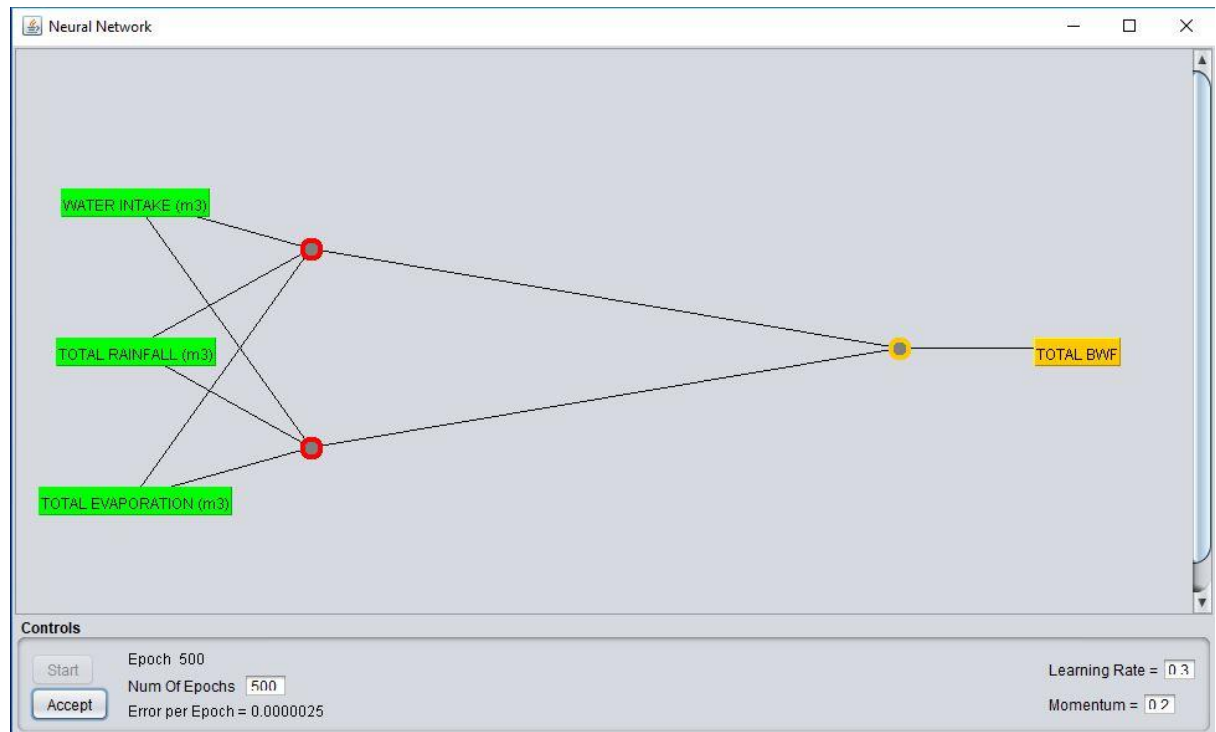 Neural Network
WATER INTAKE (m3)
TOTAL RAINFALL (m3)
TOTAL BWF
TOTAL EVAPORATION (m3)
Controls
Start
Accept
Epoch 500
Num Of Epochs 500
Error per Epoch = 0.0000025
Learning Rate = 0.3
Momentum = 0.2